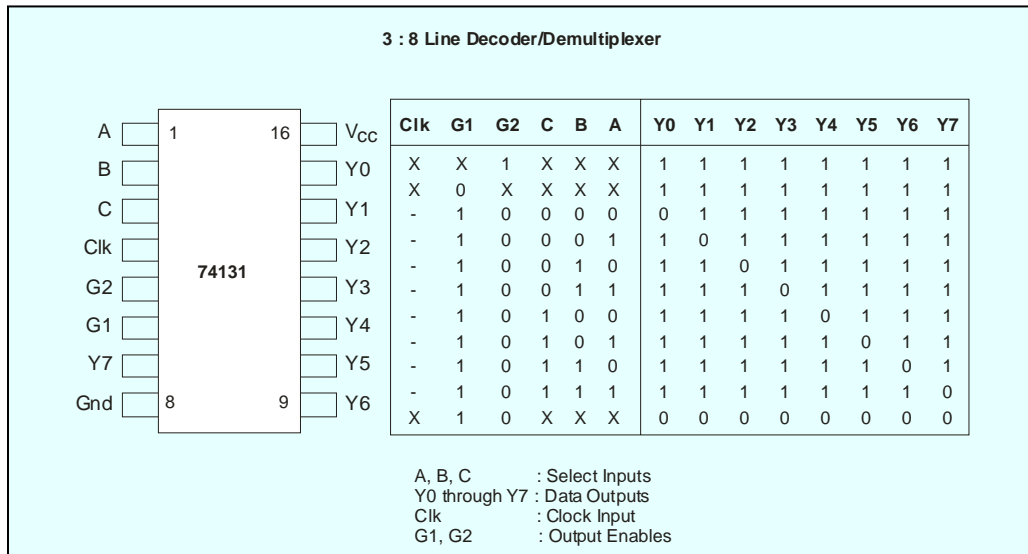 3 : 8 Line Decoder/Demultiplexer
A 1 16 VCC
B Y0
C Y1
Clk Y2
74131
G2 Y3
G1 Y4
Y7 Y5
Gnd 8 9 Y6
Clk G1 G2 C B A Y0 Y1 Y2 Y3 Y4 Y5 Y6 Y7
X X 1 X X X 1 1 1 1 1 1 1 1
X 0 X X X X 1 1 1 1 1 1 1 1
- 1 0 0 0 0 0 1 1 1 1 1 1 1
- 1 0 0 0 1 1 0 1 1 1 1 1 1
- 1 0 0 1 0 1 1 0 1 1 1 1 1
- 1 0 0 1 1 1 1 1 0 1 1 1 1
- 1 0 1 0 0 1 1 1 1 0 1 1 1
- 1 0 1 0 1 1 1 1 1 1 0 1 1
- 1 0 1 1 0 1 1 1 1 1 1 0 1
- 1 0 1 1 1 1 1 1 1 1 1 1 0
X 1 0 X X X 0 0 0 0 0 0 0 0
A, B, C : Select Inputs
Y0 through Y7 : Data Outputs
Clk : Clock Input
G1, G2 : Output Enables